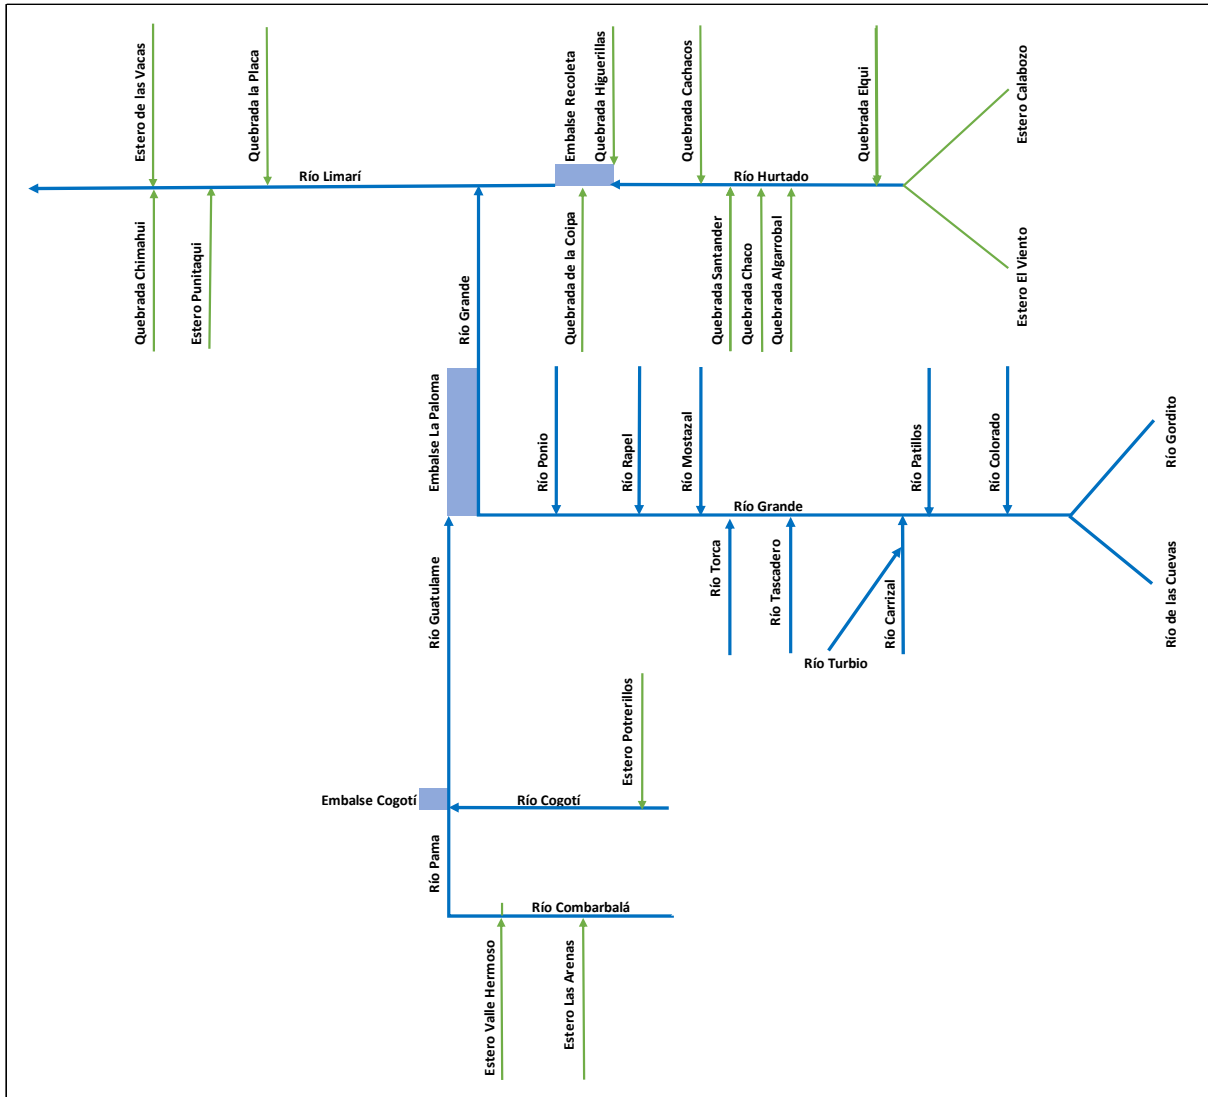 Estero de las Vacas
Quebrada la Placa
Embalse Recoleta
Quebrada Higuerillas
Quebrada Cachacos
Quebrada Elqui
Estero Calabozo
Río Limarí
Río Hurtado
Quebrada Chimahui
Estero Punitaqui
Río Grande
Quebrada de la Coipa
Quebrada Santander
Quebrada Chaco
Quebrada Algarrobal
Estero El Viento
Embalse La Paloma
Río Ponio
Río Rapel
Río Mostazal
Río Patillos
Río Colorado
Río Gordito
Río Grande
Río Guatulame
Río Torca
Río Tascadero
Río Carrizal
Río Turbio
Río de las Cuevas
Estero Potrerillos
Embalse Cogotí
Río Cogotí
Río Pama
Río Combarbalá
Estero Valle Hermoso
Estero Las Arenas